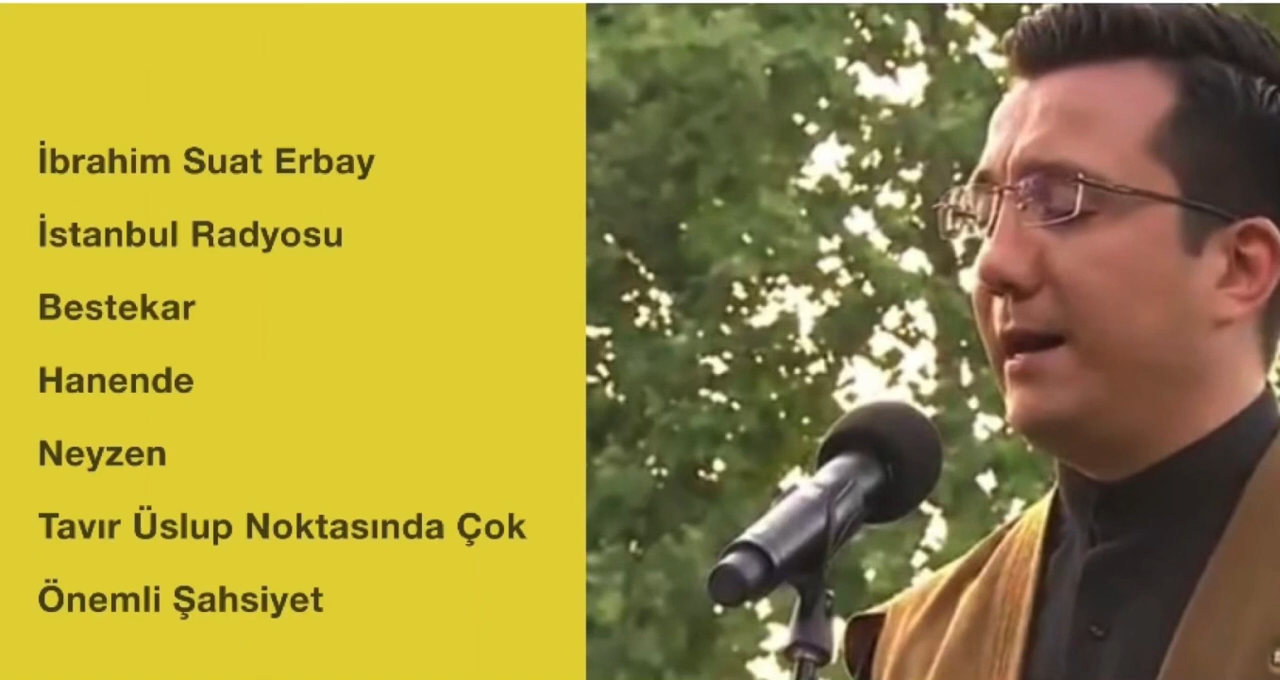 İbrahim Suat Erbay
İstanbul Radyosu
Bestekar
Hanende
Neyzen
Tavır Üslup Noktasında Çok
Önemli Şahsiyet